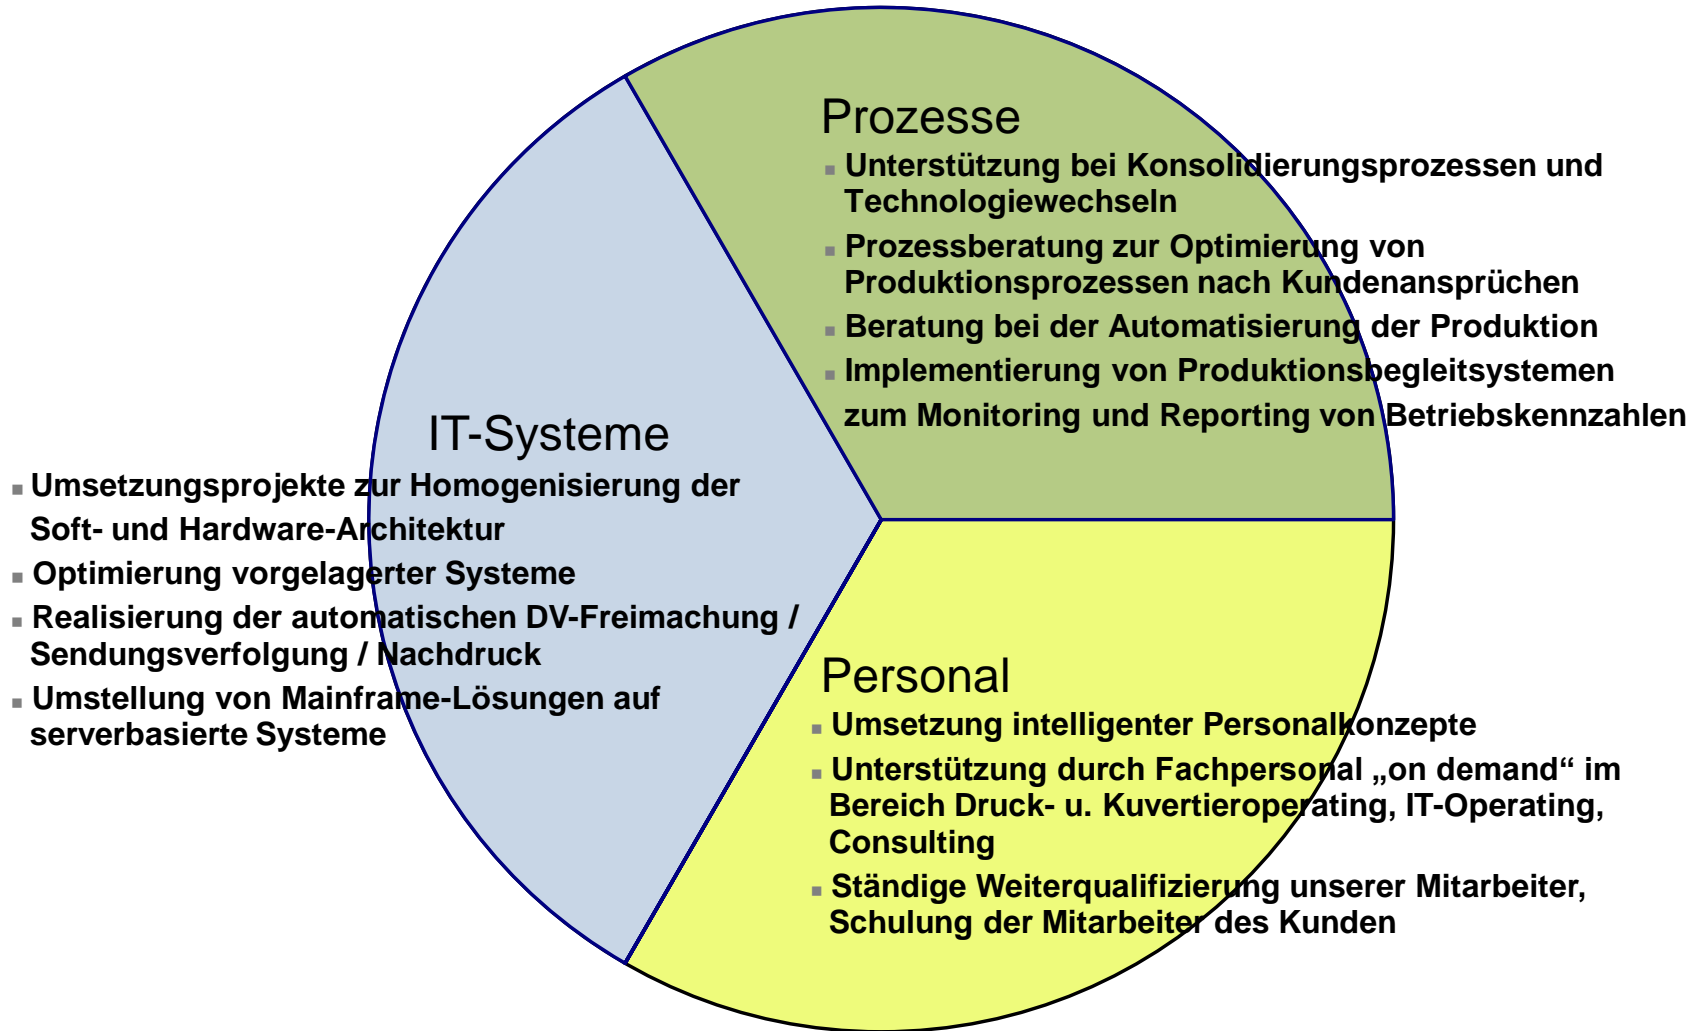 Prozesse
▪ Unterstützung bei Konsolidierungsprozessen und
Technologiewechseln
▪ Prozessberatung zur Optimierung von
Produktionsprozessen nach Kundenansprüchen
▪ Beratung bei der Automatisierung der Produktion
▪ Implementierung von Produktionsbegleitsystemen
zum Monitoring und Reporting von Betriebskennzahlen
IT-Systeme
▪ Umsetzungsprojekte zur Homogenisierung der
Soft- und Hardware-Architektur
▪ Optimierung vorgelagerter Systeme
▪ Realisierung der automatischen DV-Freimachung /
Sendungsverfolgung / Nachdruck
▪ Umstellung von Mainframe-Lösungen auf
serverbasierte Systeme
Personal
▪ Umsetzung intelligenter Personalkonzepte
▪ Unterstützung durch Fachpersonal „on demand“ im
Bereich Druck- u. Kuvertieroperating, IT-Operating,
Consulting
▪ Ständige Weiterqualifizierung unserer Mitarbeiter,
Schulung der Mitarbeiter des Kunden